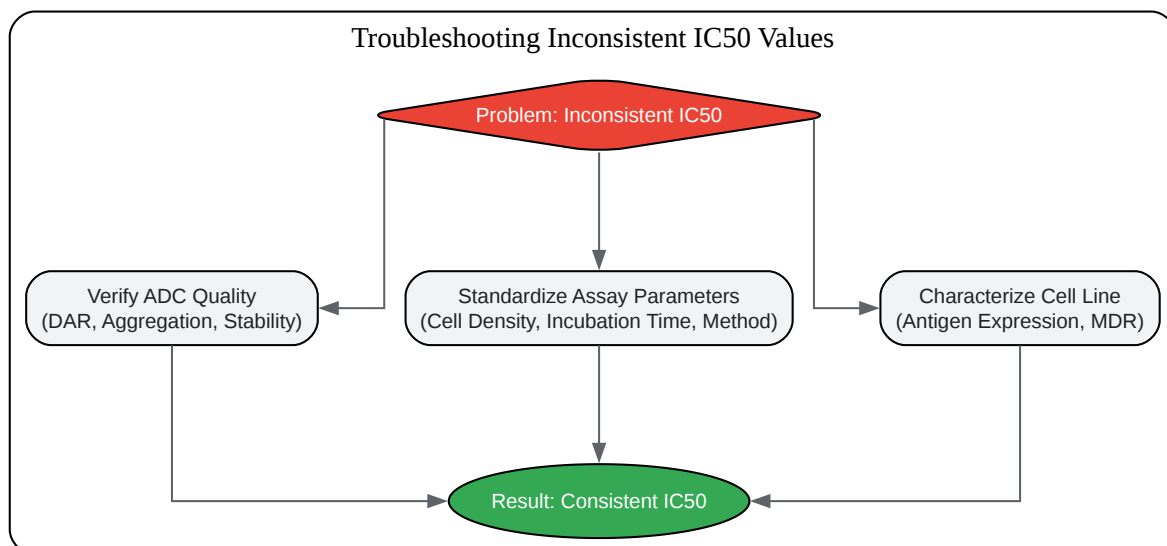 Troubleshooting Inconsistent IC50 Values
Problem: Inconsistent IC50
Verify ADC Quality
(DAR, Aggregation, Stability)
Standardize Assay Parameters
(Cell Density, Incubation Time, Method)
Characterize Cell Line
(Antigen Expression, MDR)
Result: Consistent IC50